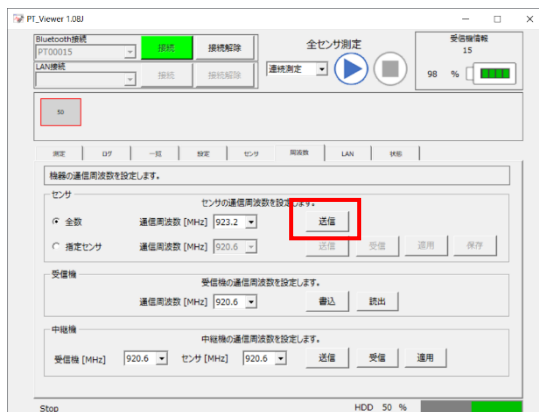 PT_Viewer 1.08J
Bluetooth接続
PT00015
接続
接続解除
LAN接続
接続
接続解除
全センサ測定
連続測定
受信機情報
15
98 %
50
測定 ログ 一括 設定 センサ 周波数 LAN 状態
機器の通信周波数を設定します。
センサ
センサの通信周波数を設定します。
全数 通信周波数 [MHz] 923.2 送信
指定センサ 通信周波数 [MHz] 920.6 送信 受信 適用 保存
受信機
受信機の通信周波数を設定します。
通信周波数 [MHz] 920.6 書込 読出
中継機
中継機の通信周波数を設定します。
受信機 [MHz] 920.6 センサ [MHz] 920.6 送信 受信 適用
Stop HDD 50 %